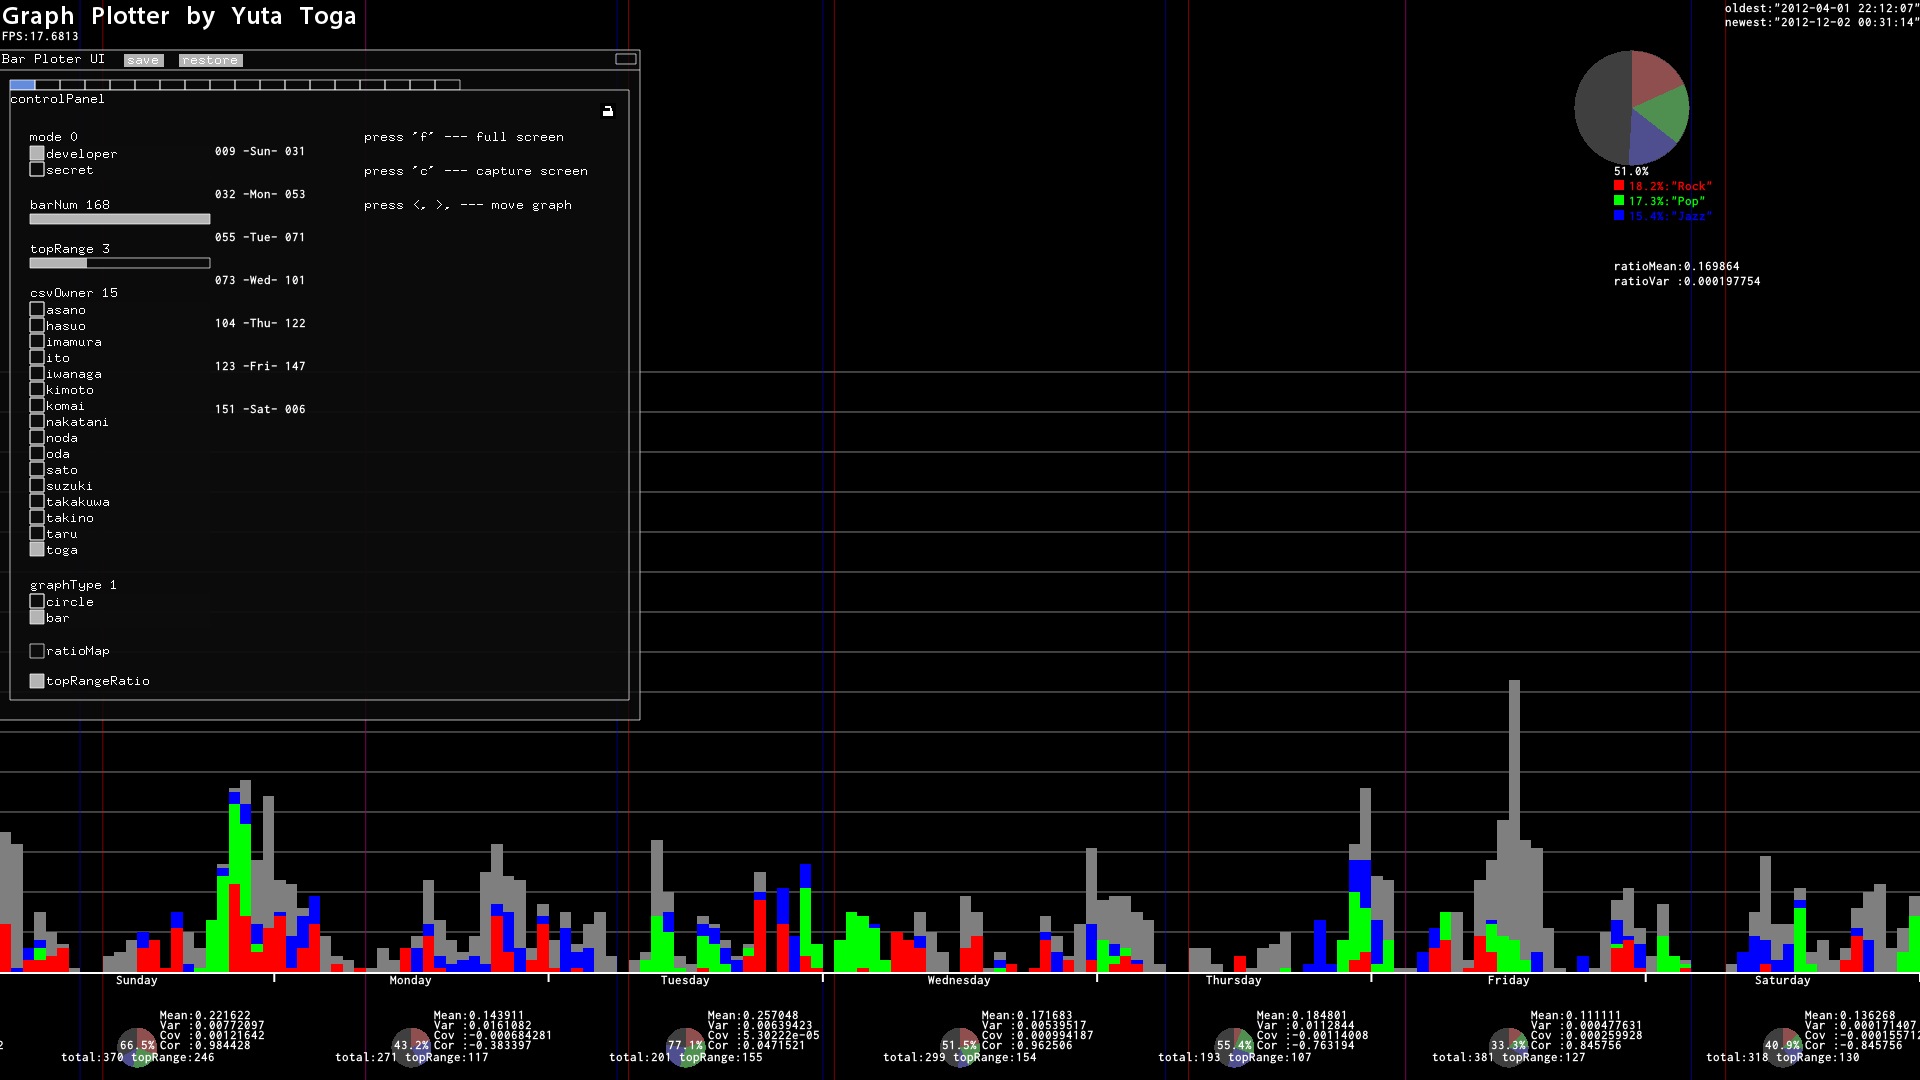 Graph Plotter by Yuta Toga
FPS:17.6813
oldest:"2012-04-01 22:12:07"
newest:"2012-12-02 00:31:14"
Bar Ploter UI save restore
controlPanel
mode 0
developer
secret
barNum 168
topRange 3
csvOwner 15
asano
hasuo
imamura
ito
iwanaga
kimoto
komai
nakatani
noda
oda
sato
suzuki
takakuwa
takino
taru
toga
graphType 1
circle
bar
ratioMap
topRangeRatio
009 -Sun- 031
032 -Mon- 053
055 -Tue- 071
073 -Wed- 101
104 -Thu- 122
123 -Fri- 147
151 -Sat- 006
press 'f' --- full screen
press 'c' --- capture screen
press <, >, --- move graph
51.0%
18.2%:"Rock"
17.3%:"Pop"
15.4%:"Jazz"
ratioMean:0.169864
ratioVar :0.000197754
Sunday Monday Tuesday Wednesday Thursday Friday Saturday
2
Mean:0.221622
Var :0.00772097
Cov :0.00121642
Cor :0.984428
66.5%
total:370 topRange:246
Mean:0.143911
Var :0.0161082
Cov :-0.000684281
Cor :-0.383397
43.2%
total:271 topRange:117
Mean:0.257048
Var :0.00639423
Cov :5.30222e-05
Cor :0.0471521
77.1%
total:201 topRange:155
Mean:0.171683
Var :0.00539517
Cov :0.000994187
Cor :0.962506
51.5%
total:299 topRange:154
Mean:0.184801
Var :0.0112844
Cov :-0.00114008
Cor :-0.763194
55.4%
total:193 topRange:107
Mean:0.111111
Var :0.000477631
Cov :0.000259928
Cor :0.845756
33.3%
total:381 topRange:127
Mean:0.136268
Var :0.000171407
Cov :-0.000155712
Cor :-0.845756
40.9%
total:318 topRange:130